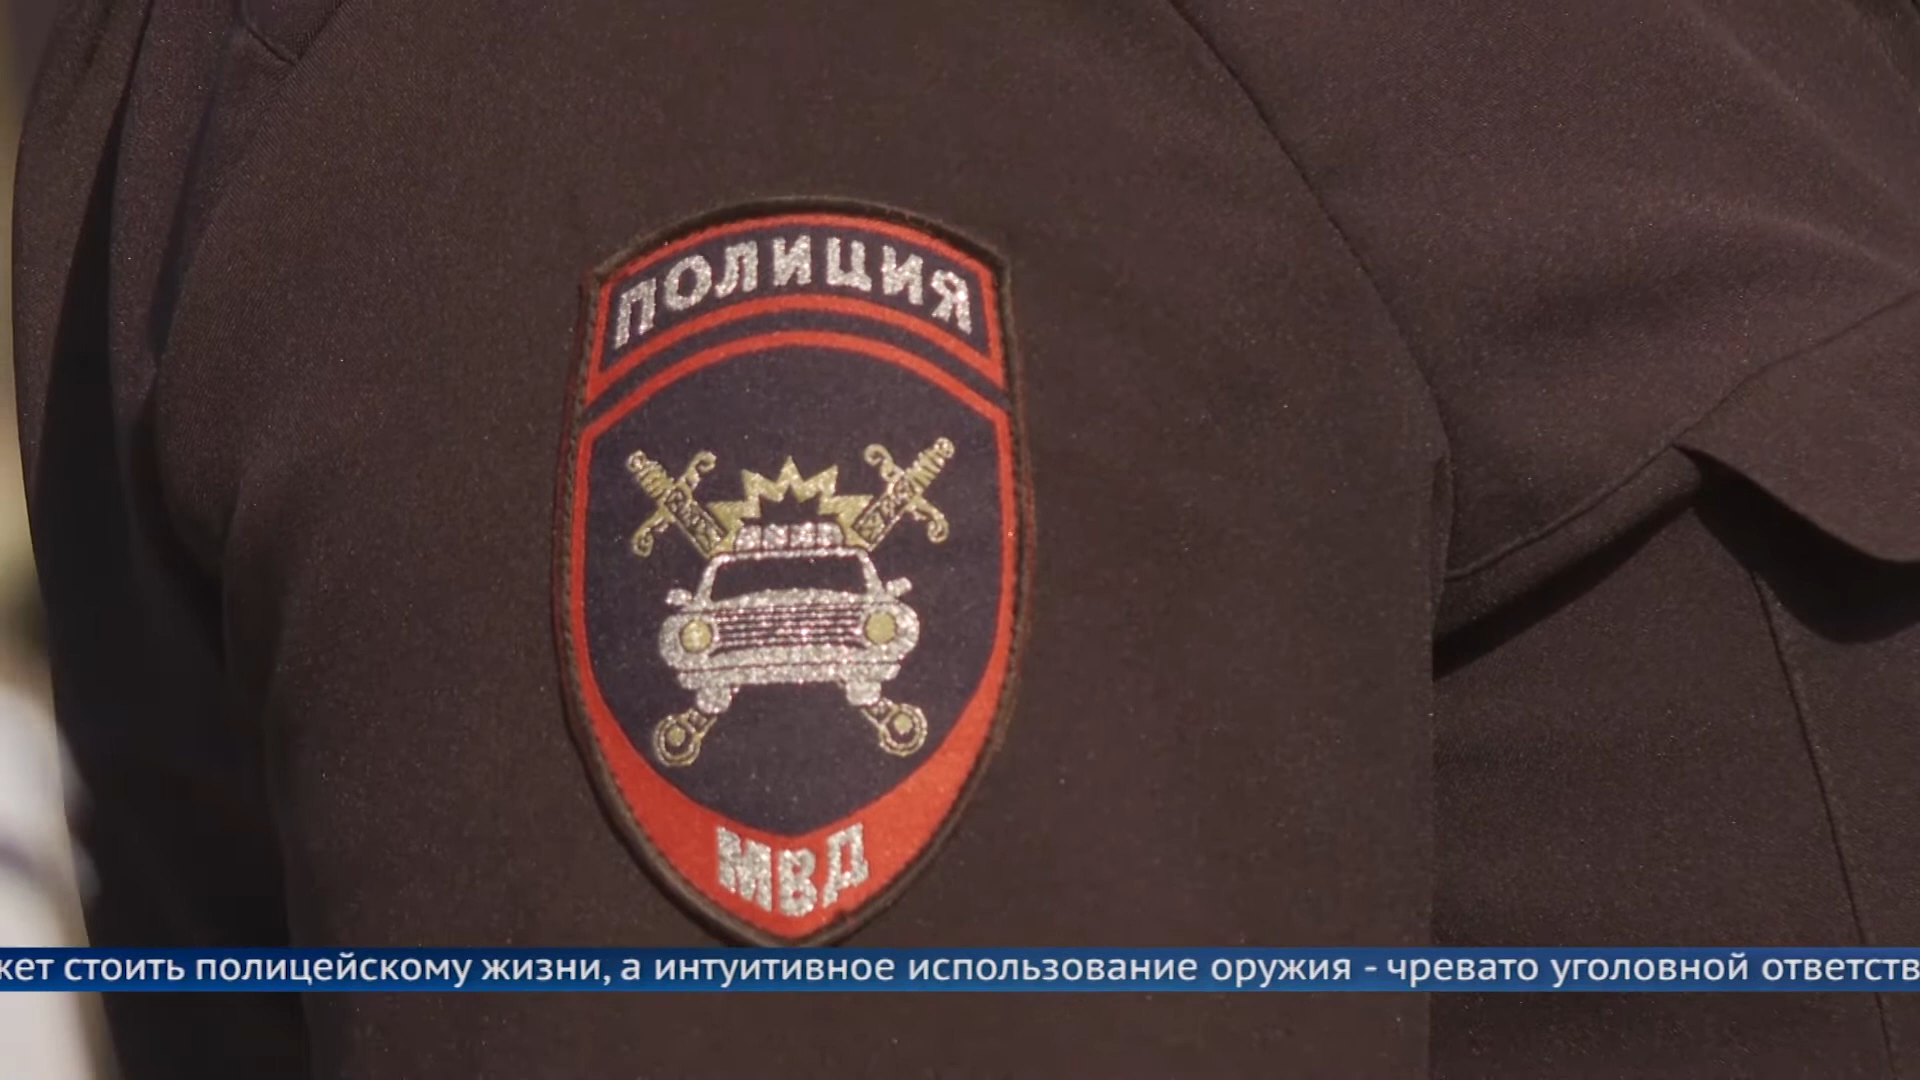 ПОЛИЦИЯ
МВД
стоить полицейскому жизни, а интуитивное использование оружия - чревато уголовной